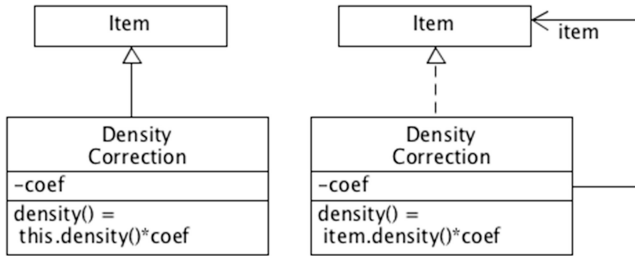 Item
Density
Correction
-coef
density() =
this.density()*coef
Item
item
Density
Correction
-coef
density() =
item.density()*coef